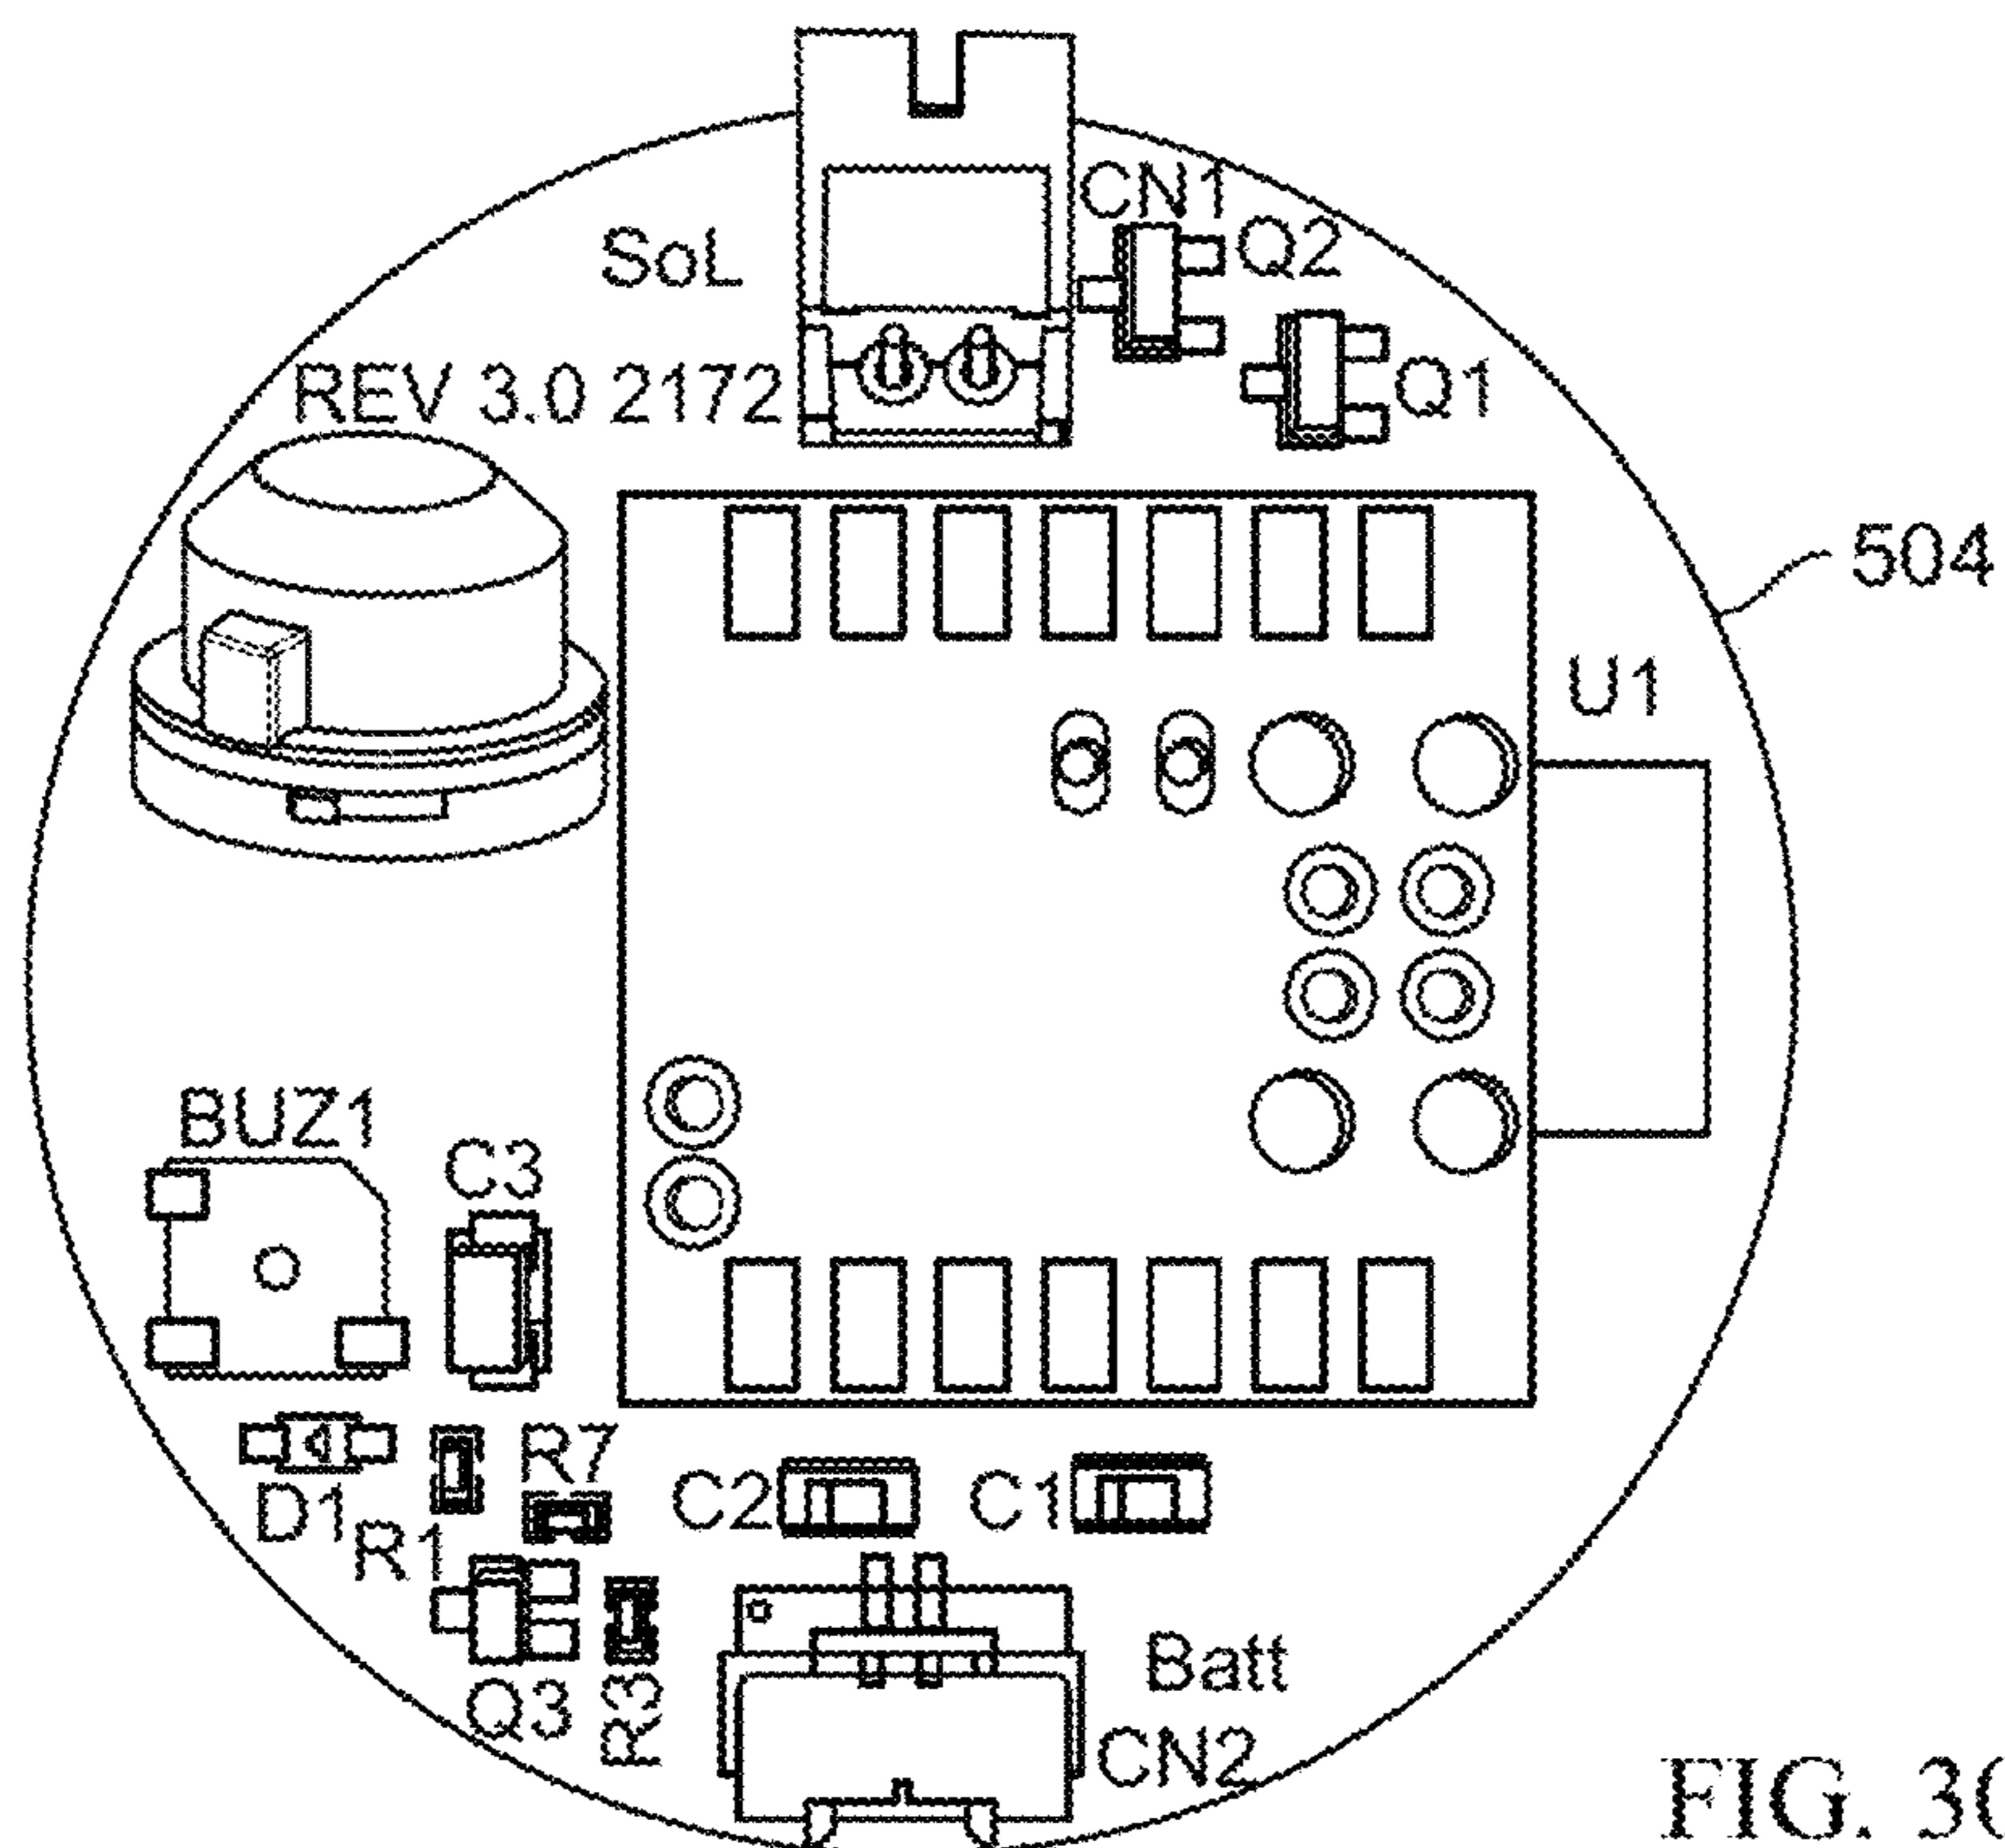 CN1
SoL
Q2
REV 3.0 2172
Q1
504
U1
BUZ1
C3
R7
C2
C1
D1
R1
Batt
Q3
R3
CN2
FIG.